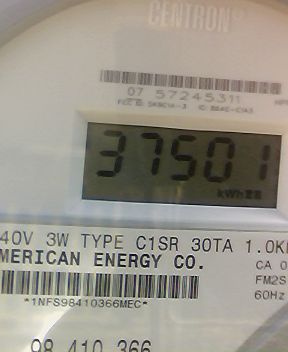 CENTRON®
07 57245311
37501
kWh
40V 3W TYPE C1SR 30TA 1.0K
MERICAN ENERGY CO.
CA 0
FM2S
60Hz
*1NFS98410366MEC*
98 410 366